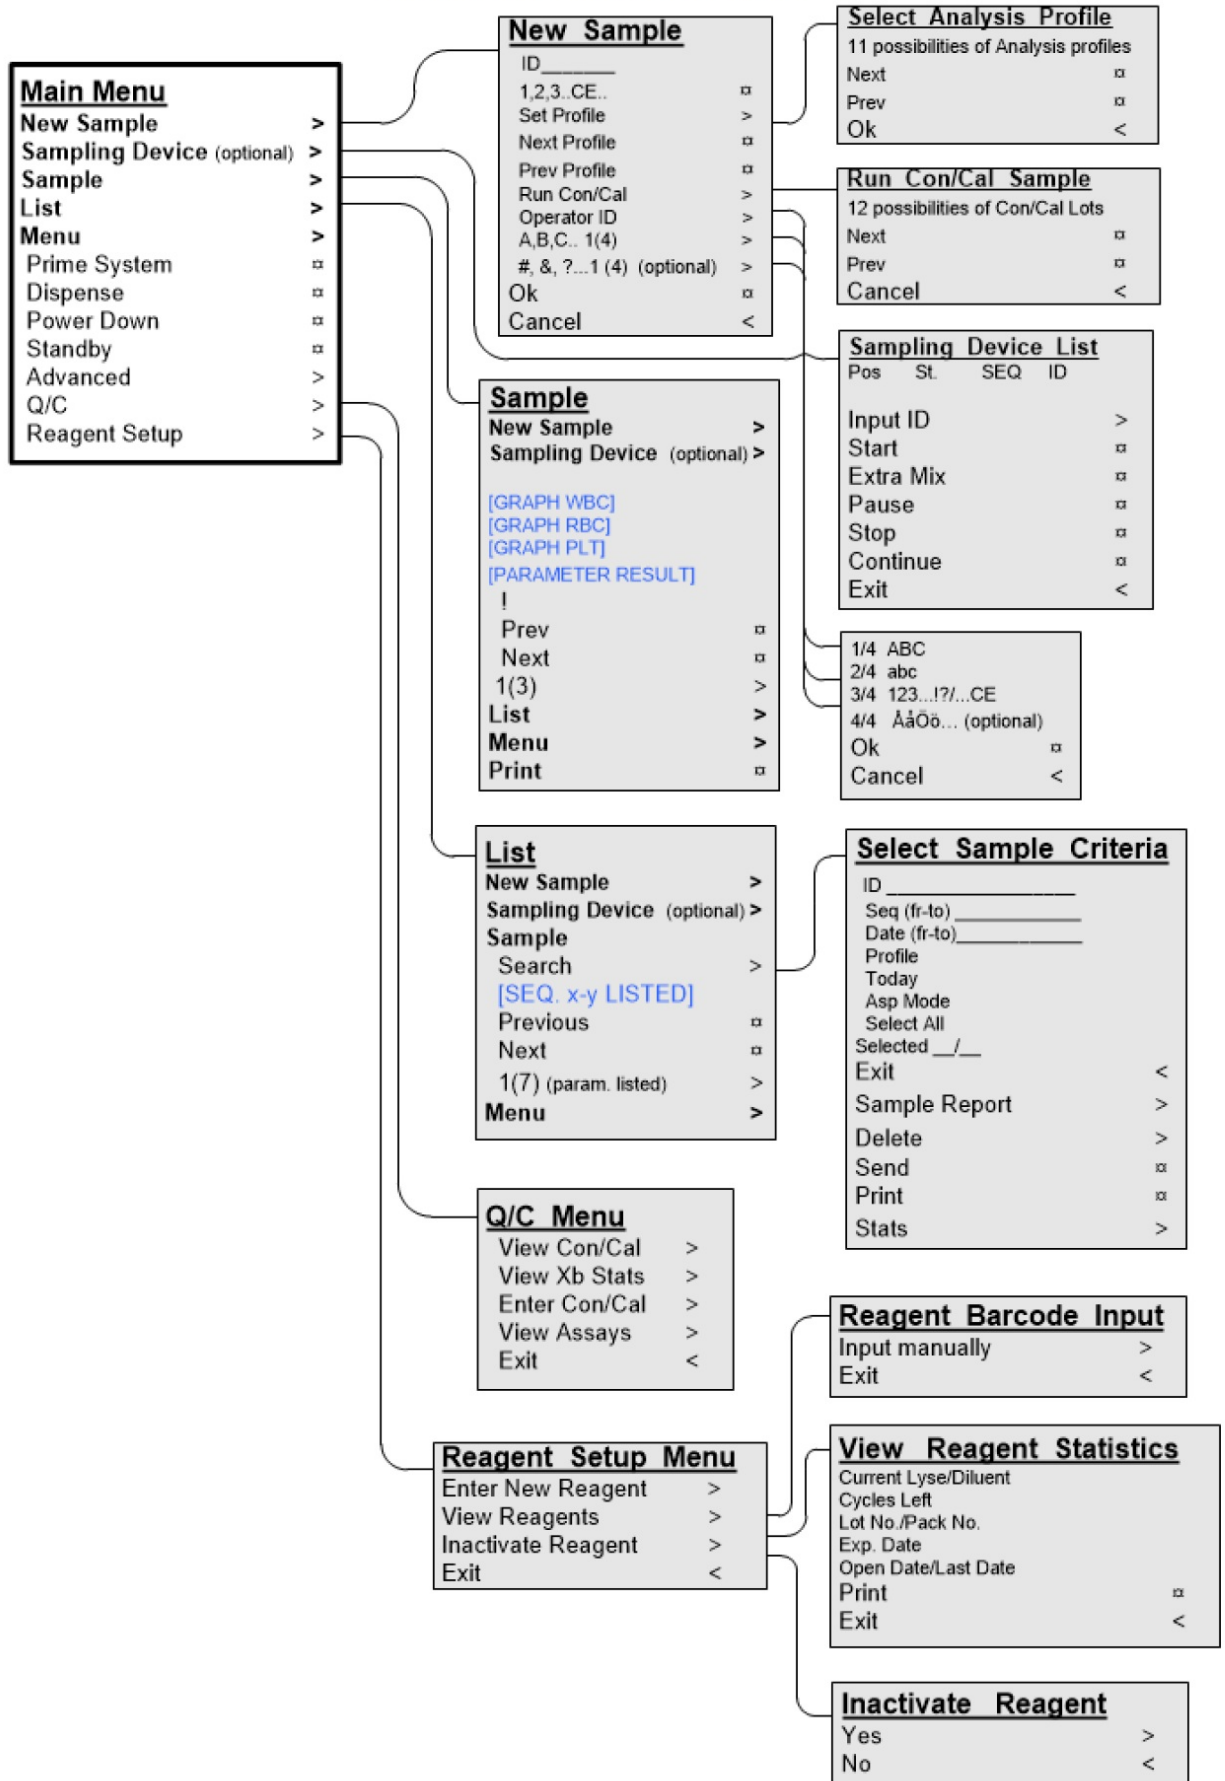 Main Menu
New Sample >
Sampling Device (optional) >
Sample >
List >
Menu >
Prime System ¤
Dispense ¤
Power Down ¤
Standby ¤
Advanced >
Q/C >
Reagent Setup >
New Sample
ID_______
1,2,3..CE.. ¤
Set Profile >
Next Profile ¤
Prev Profile ¤
Run Con/Cal >
Operator ID >
A,B,C.. 1(4) >
#, &, ?...1 (4) (optional) >
Ok ¤
Cancel <
Select Analysis Profile
11 possibilities of Analysis profiles
Next ¤
Prev ¤
Ok <
Run Con/Cal Sample
12 possibilities of Con/Cal Lots
Next ¤
Prev ¤
Cancel <
Sampling Device List
Pos St. SEQ ID
Input ID >
Start ¤
Extra Mix ¤
Pause ¤
Stop ¤
Continue ¤
Exit <
Sample
New Sample >
Sampling Device (optional) >
[GRAPH WBC]
[GRAPH RBC]
[GRAPH PLT]
[PARAMETER RESULT]
!
Prev ¤
Next ¤
1(3) >
List >
Menu >
Print ¤
1/4 ABC
2/4 abc
3/4 123...!?/...CE
4/4 ÅåÖö... (optional)
Ok ¤
Cancel <
List
New Sample >
Sampling Device (optional) >
Sample
Search >
[SEQ. x-y LISTED]
Previous ¤
Next ¤
1(7) (param. listed) >
Menu >
Select Sample Criteria
ID ___________________
Seq (fr-to) _____________
Date (fr-to)_____________
Profile
Today
Asp Mode
Select All
Selected __/__
Exit <
Sample Report >
Delete >
Send ¤
Print ¤
Stats >
Q/C Menu
View Con/Cal >
View Xb Stats >
Enter Con/Cal >
View Assays >
Exit <
Reagent Barcode Input
Input manually >
Exit <
Reagent Setup Menu
Enter New Reagent >
View Reagents >
Inactivate Reagent >
Exit <
View Reagent Statistics
Current Lyse/Diluent
Cycles Left
Lot No./Pack No.
Exp. Date
Open Date/Last Date
Print ¤
Exit <
Inactivate Reagent
Yes >
No <